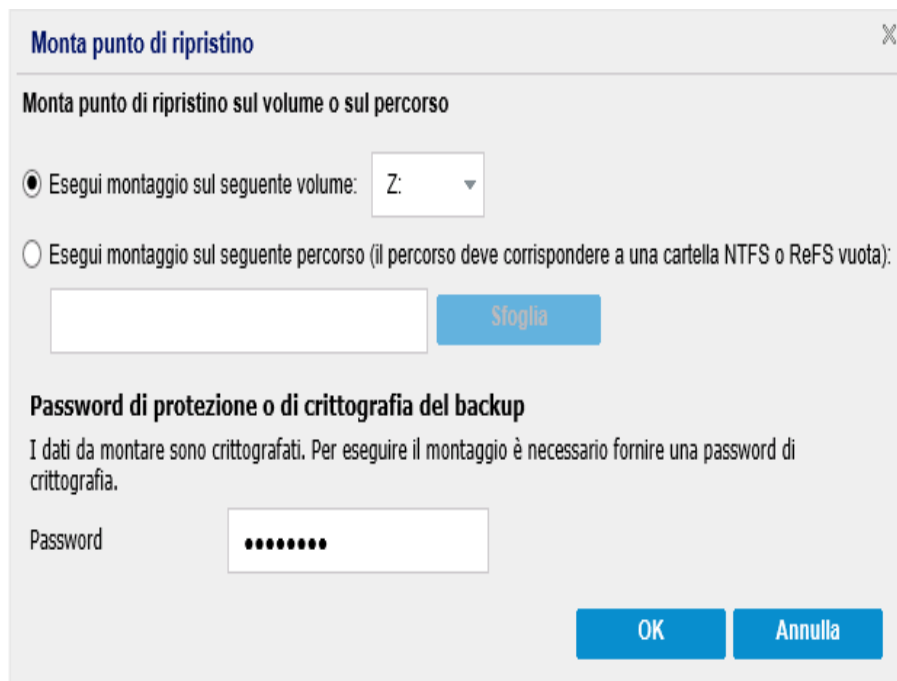 Monta punto di ripristino
X
Monta punto di ripristino sul volume o sul percorso
Esegui montaggio sul seguente volume: Z:
Esegui montaggio sul seguente percorso (il percorso deve corrispondere a una cartella NTFS o ReFS vuota):
Sfoglia
Password di protezione o di crittografia del backup
I dati da montare sono crittografati. Per eseguire il montaggio è necessario fornire una password di
crittografia.
Password ••••••••
OK Annulla